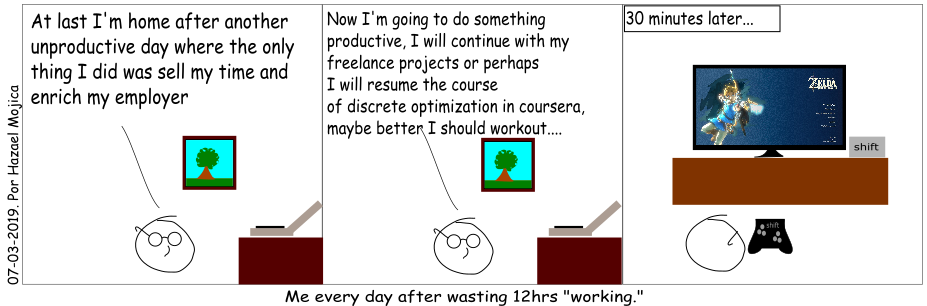 At last I'm home after another
unproductive day where the only
thing I did was sell my time and
enrich my employer
Now I'm going to do something
productive, I will continue with my
freelance projects or perhaps
I will resume the course
of discrete optimization in coursera,
maybe better I should workout....
30 minutes later...
ZELDA
shift
shift
07-03-2019. Por Hazael Mojica
Me every day after wasting 12hrs "working."